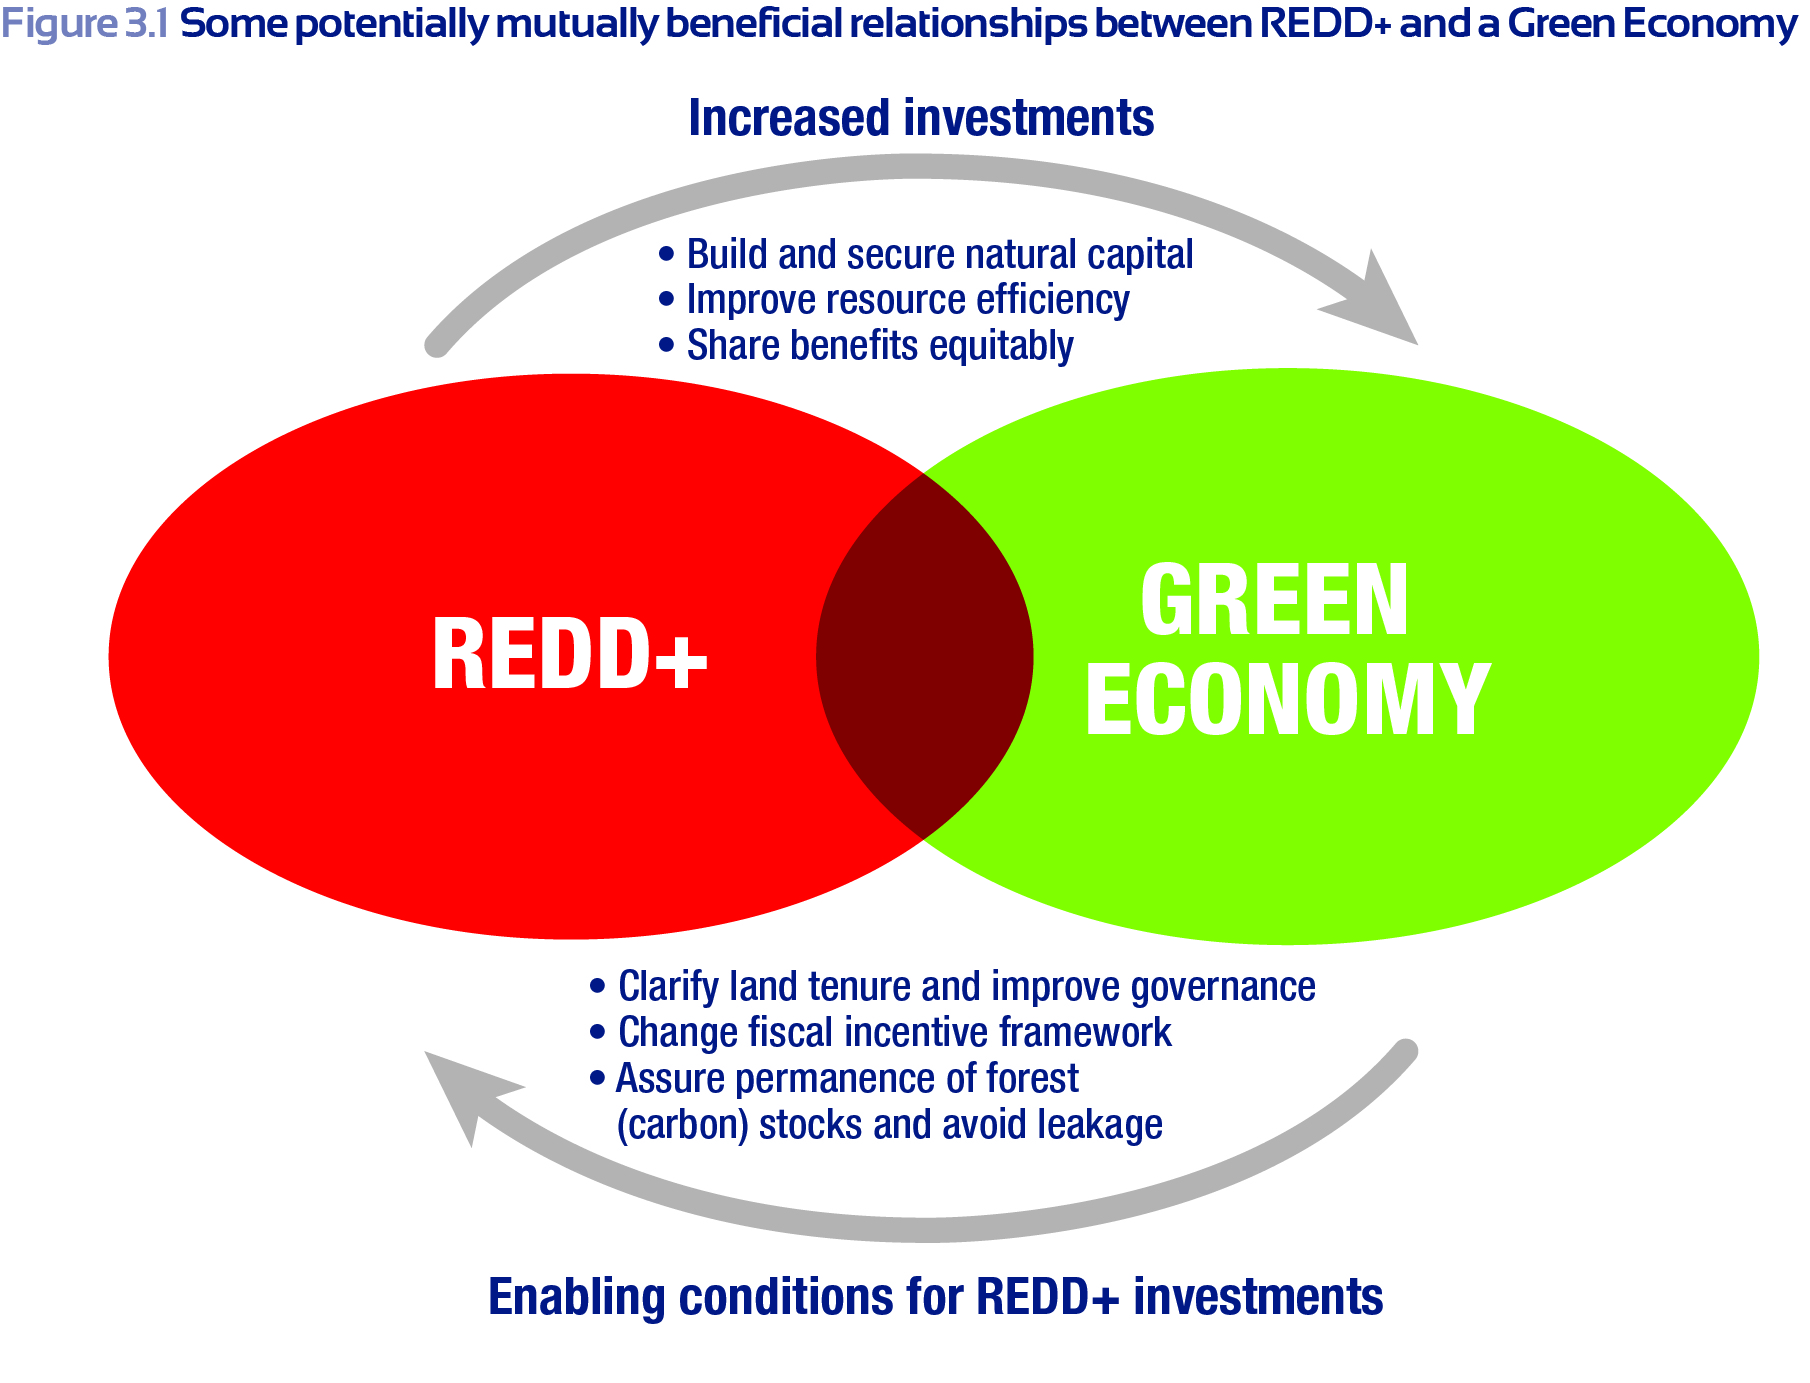 Figure 3.1 Some potentially mutually beneficial relationships between REDD+ and a Green Economy
Increased investments
• Build and secure natural capital
• Improve resource efficiency
• Share benefits equitably
REDD+
GREEN
ECONOMY
• Clarify land tenure and improve governance
• Change fiscal incentive framework
• Assure permanence of forest
(carbon) stocks and avoid leakage
Enabling conditions for REDD+ investments